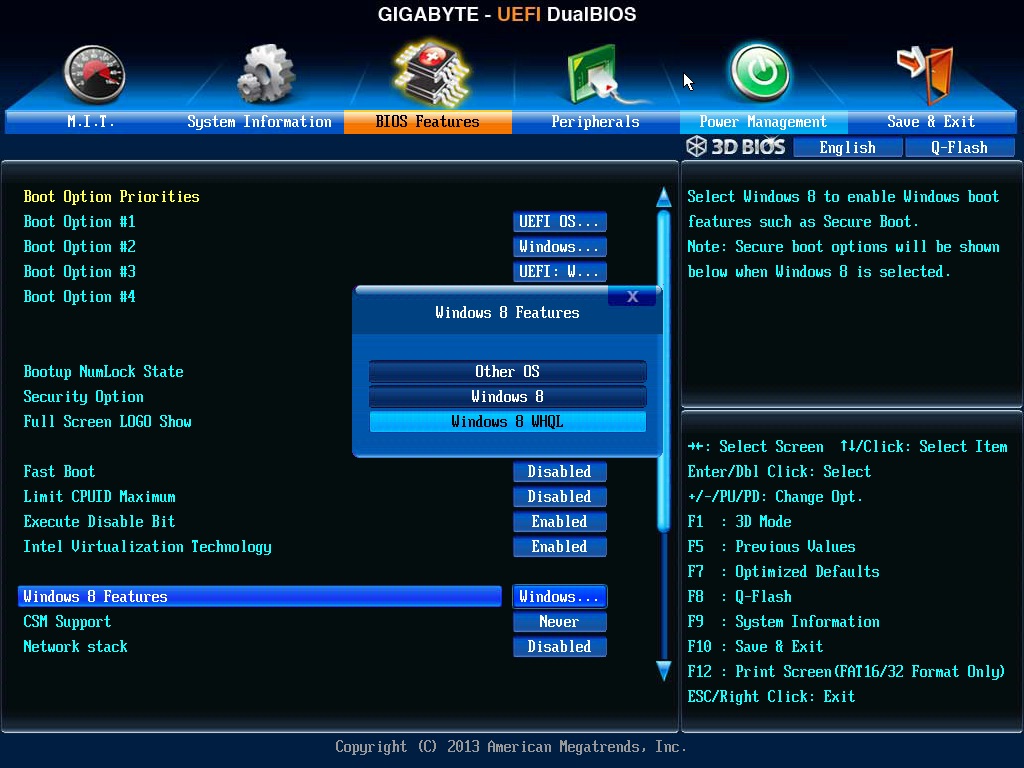 GIGABYTE - UEFI DualBIOS
M.I.T. System Information BIOS Features Peripherals Power Management Save & Exit
3D BIOS English Q-Flash
Boot Option Priorities
Boot Option #1 UEFI OS...
Boot Option #2 Windows...
Boot Option #3 UEFI: W...
Boot Option #4
Bootup NumLock State
Security Option
Full Screen LOGO Show
Fast Boot Disabled
Limit CPUID Maximum Disabled
Execute Disable Bit Enabled
Intel Virtualization Technology Enabled
Windows 8 Features Windows...
CSM Support Never
Network stack Disabled
X
Windows 8 Features
Other OS
Windows 8
Windows 8 WHQL
Select Windows 8 to enable Windows boot
features such as Secure Boot.
Note: Secure boot options will be shown
below when Windows 8 is selected.
→←: Select Screen ↑↓/Click: Select Item
Enter/Dbl Click: Select
+/-/PU/PD: Change Opt.
F1 : 3D Mode
F5 : Previous Values
F7 : Optimized Defaults
F8 : Q-Flash
F9 : System Information
F10 : Save & Exit
F12 : Print Screen(FAT16/32 Format Only)
ESC/Right Click: Exit
Copyright (C) 2013 American Megatrends, Inc.